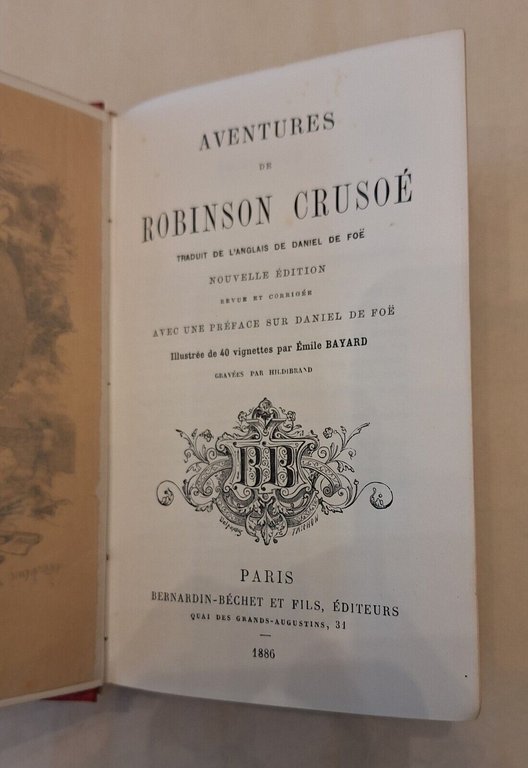 AVENTURES
DE
ROBINSON CRUSOÉ
TRADUIT DE L'ANGLAIS DE DANIEL DE FOË
NOUVELLE ÉDITION
REVUE ET CORRIGÉE
AVEC UNE PRÉFACE SUR DANIEL DE FOË
Illustrée de 40 vignettes par Émile BAYARD
GRAVÉES PAR HILDIBRAND
BB
PARIS
BERNARDIN-BÉCHET ET FILS, ÉDITEURS
QUAI DES GRANDS-AUGUSTINS, 31
1886